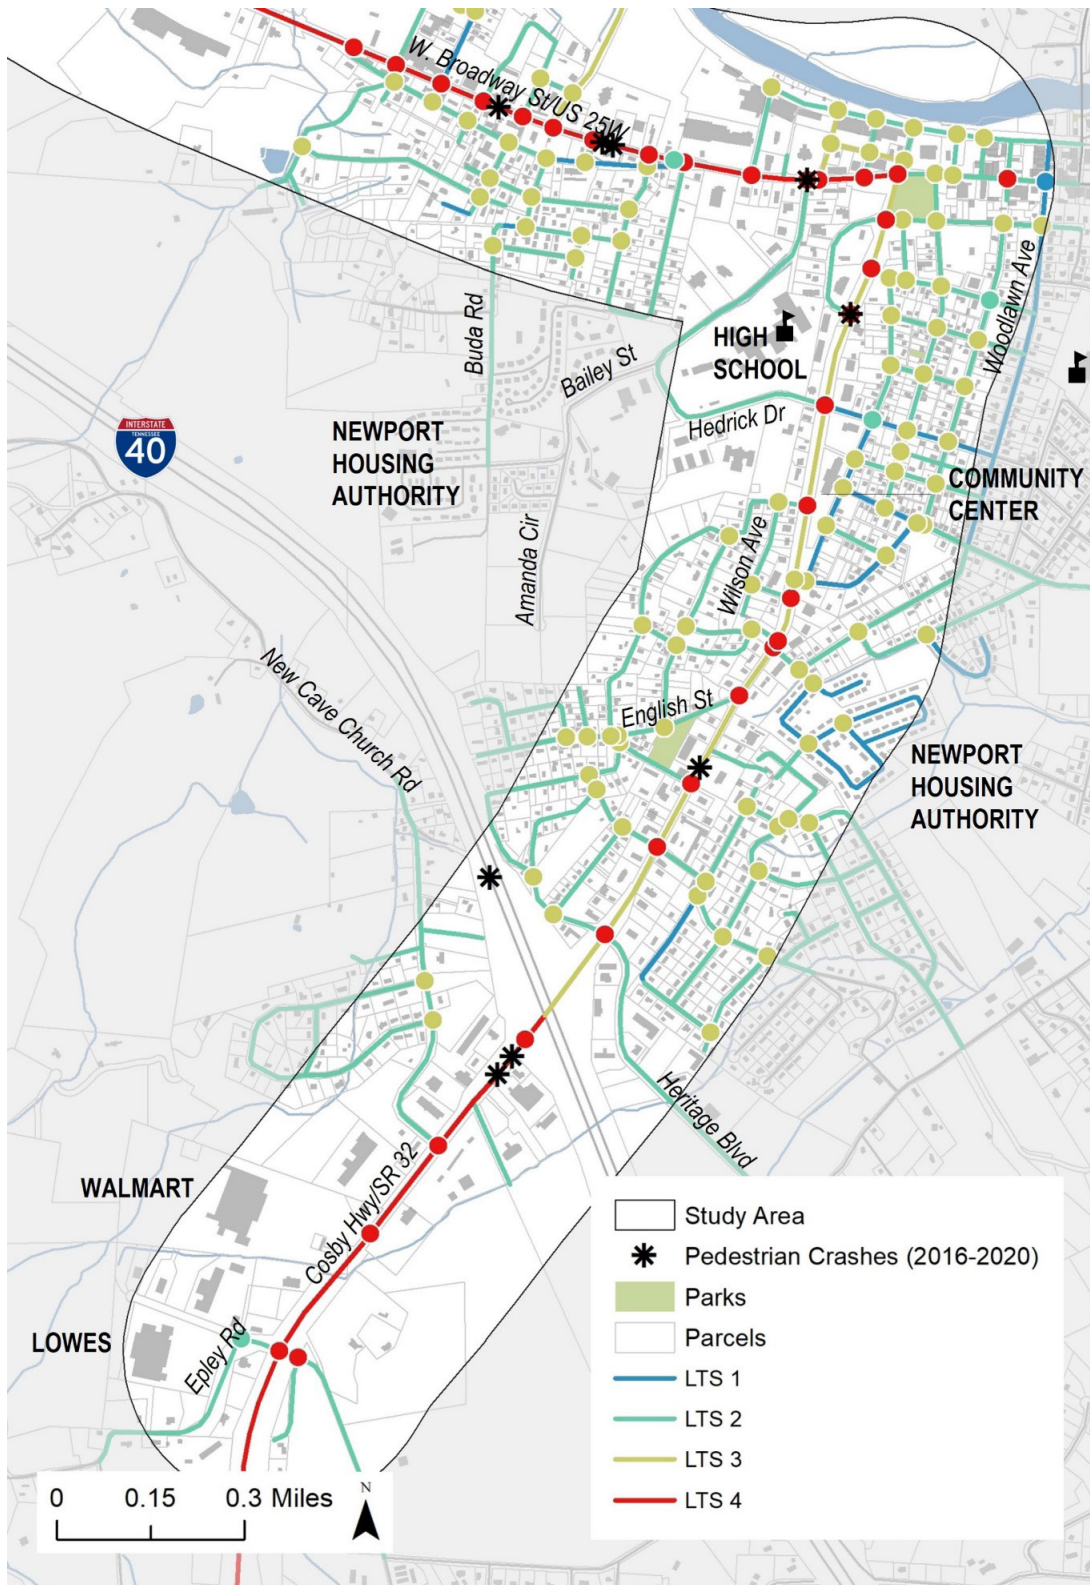 W. Broadway St/US 25W
Woodlawn Ave
Buda Rd
HIGH
SCHOOL
Bailey St
Hedrick Dr
INTERSTATE
TENNESSEE
40
NEWPORT
HOUSING
AUTHORITY
COMMUNITY
CENTER
Amanda Cir
Wilson Ave
New Cave Church Rd
English St
NEWPORT
HOUSING
AUTHORITY
Heritage Blvd
WALMART
Cosby Hwy/SR 32
LOWES
Epley Rd
Study Area
Pedestrian Crashes (2016-2020)
Parks
Parcels
LTS 1
LTS 2
LTS 3
LTS 4
0 0.15 0.3 Miles
N